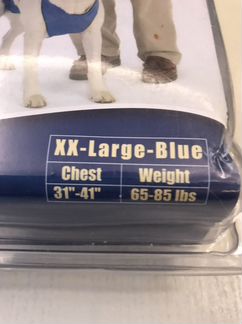 XX-Large-Blue
Chest Weight
31"-41" 65-85 lbs